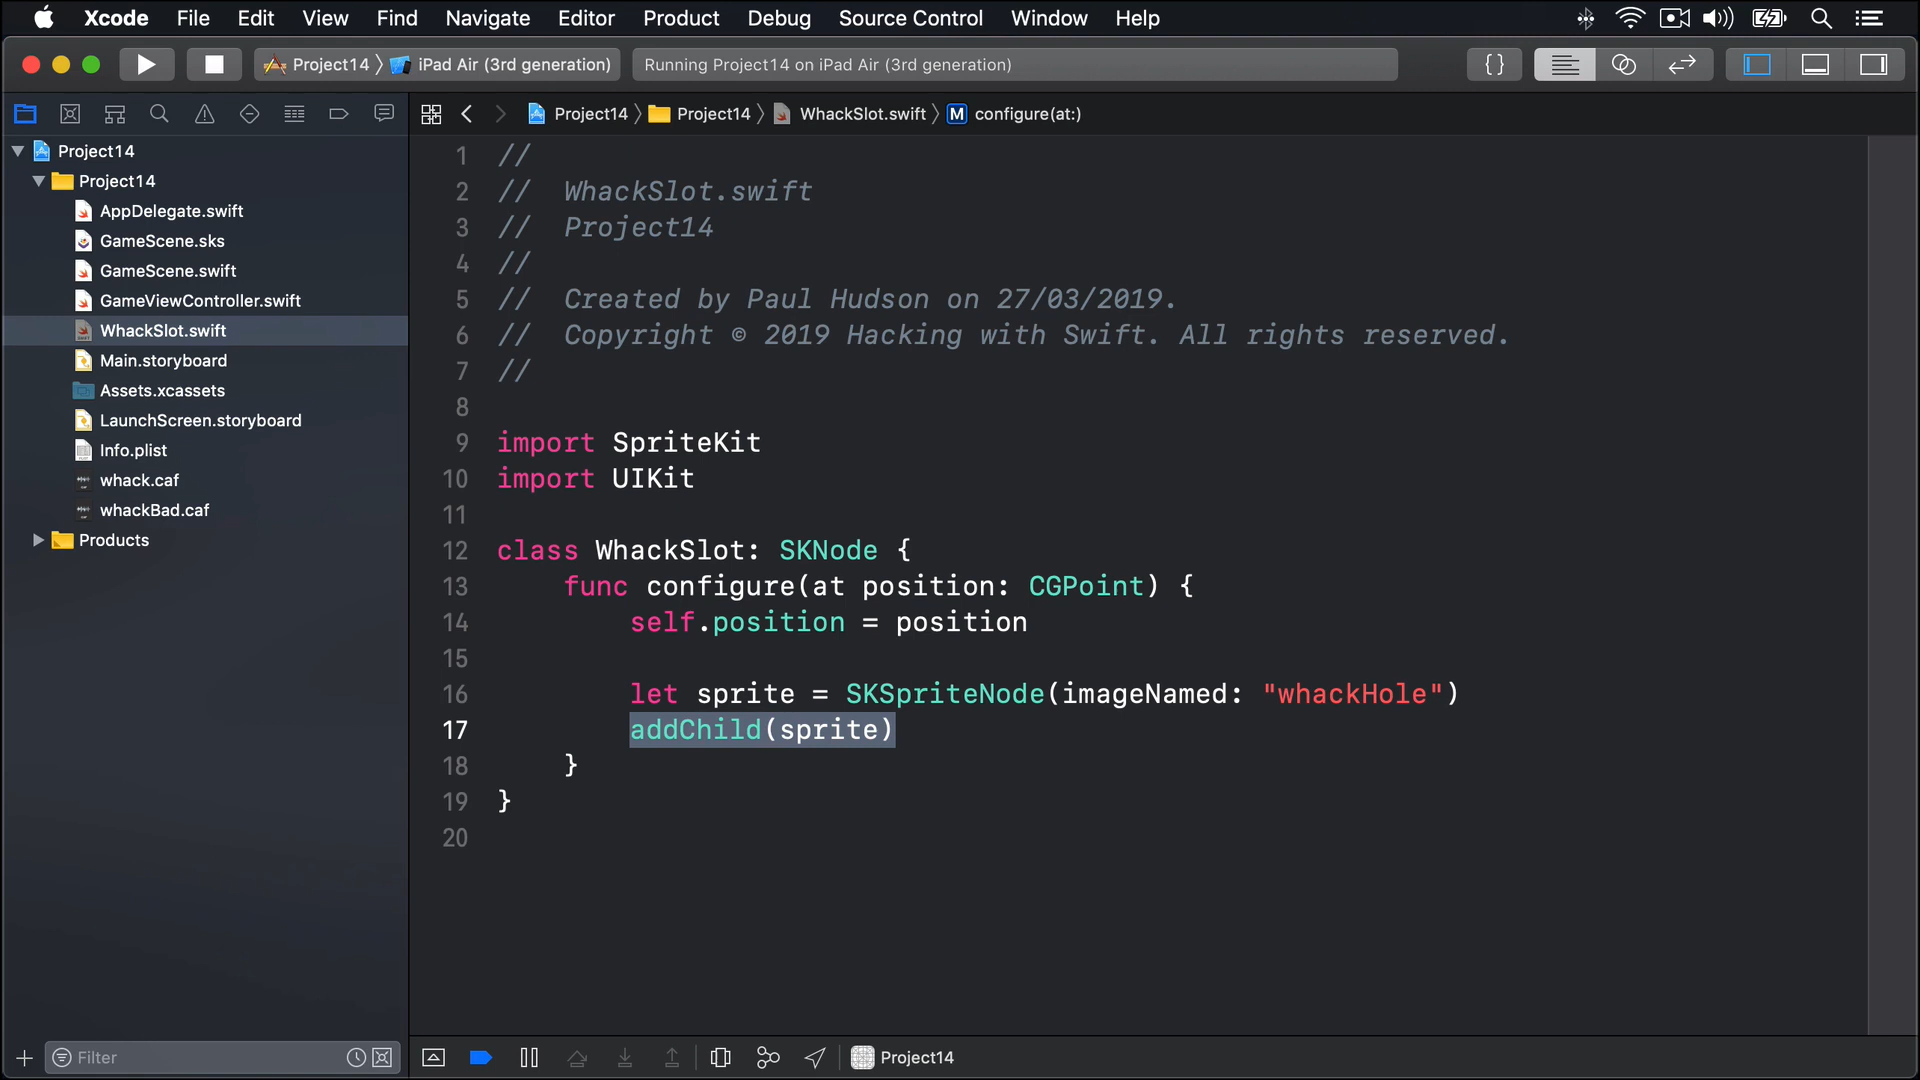 Xcode File Edit View Find Navigate Editor Product Debug Source Control Window Help
Project14 iPad Air (3rd generation) Running Project14 on iPad Air (3rd generation) {}
Project14 Project14 WhackSlot.swift M configure(at:)
Project14
Project14
AppDelegate.swift
GameScene.sks
GameScene.swift
GameViewController.swift
WhackSlot.swift
Main.storyboard
Assets.xcassets
LaunchScreen.storyboard
Info.plist
whack.caf
whackBad.caf
Products
1 //
2 //  WhackSlot.swift
3 //  Project14
4 //
5 //  Created by Paul Hudson on 27/03/2019.
6 //  Copyright © 2019 Hacking with Swift. All rights reserved.
7 //
8
9 import SpriteKit
10 import UIKit
11
12 class WhackSlot: SKNode {
13     func configure(at position: CGPoint) {
14         self.position = position
15
16         let sprite = SKSpriteNode(imageNamed: "whackHole")
17         addChild(sprite)
18     }
19 }
20
Filter
Project14